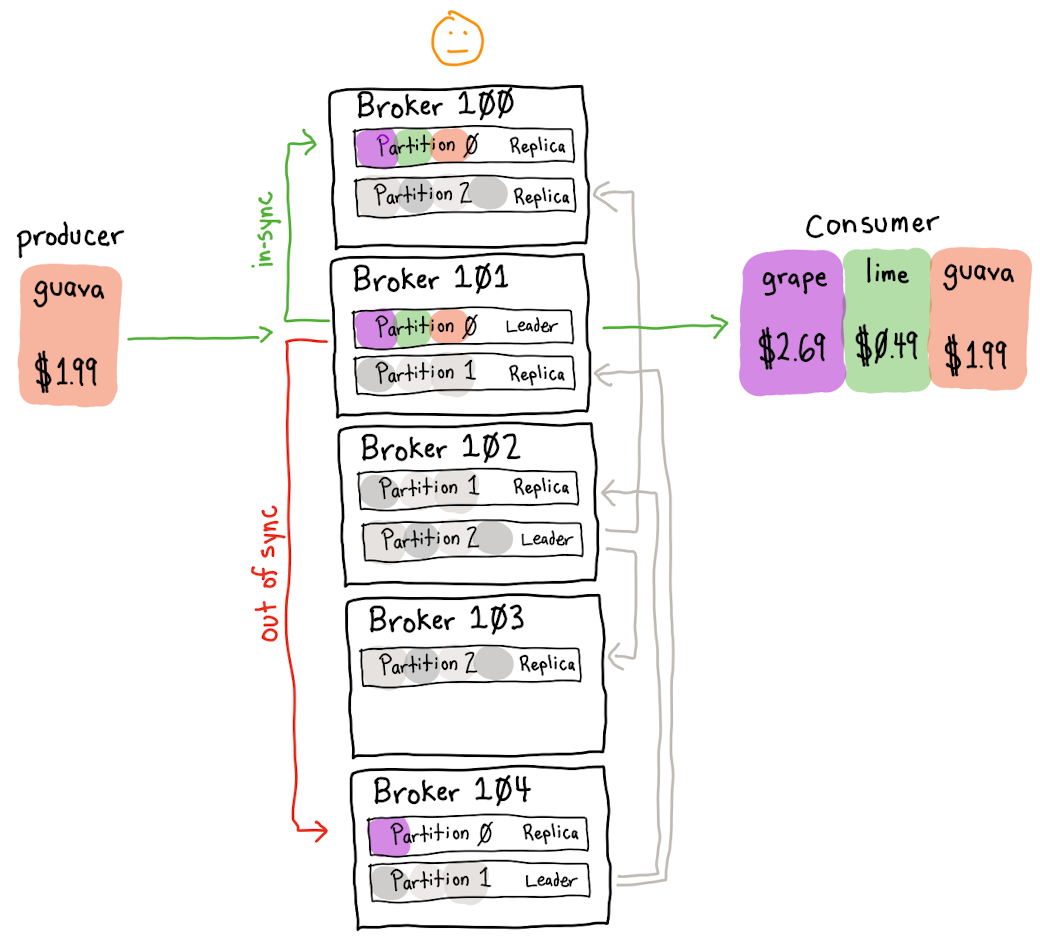 Broker 100
Partition 0 Replica
Partition 2 Replica
in-sync
producer
guava
$1.99
Broker 101
Partition 0 Leader
Partition 1 Replica
Consumer
grape
$2.69
lime
$0.49
guava
$1.99
out of sync
Broker 102
Partition 1 Replica
Partition 2 Leader
Broker 103
Partition 2 Replica
Broker 104
Partition 0 Replica
Partition 1 Leader